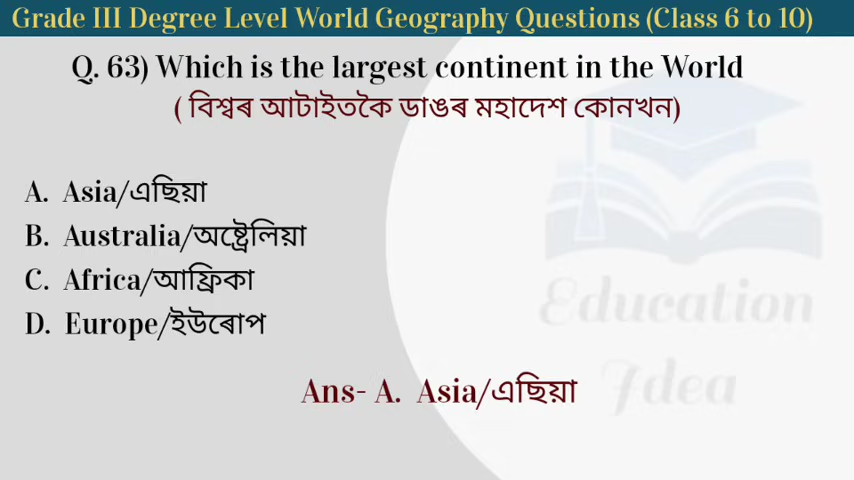 Grade III Degree Level World Geography Questions (Class 6 to 10)
Q. 63) Which is the largest continent in the World
( বিশ্বৰ আটাইতকৈ ডাঙৰ মহাদেশ কোনখন)
A. Asia/এছিয়া
B. Australia/অষ্ট্ৰেলিয়া
C. Africa/আফ্ৰিকা
D. Europe/ইউৰোপ
Education
Idea
Ans- A. Asia/এছিয়া